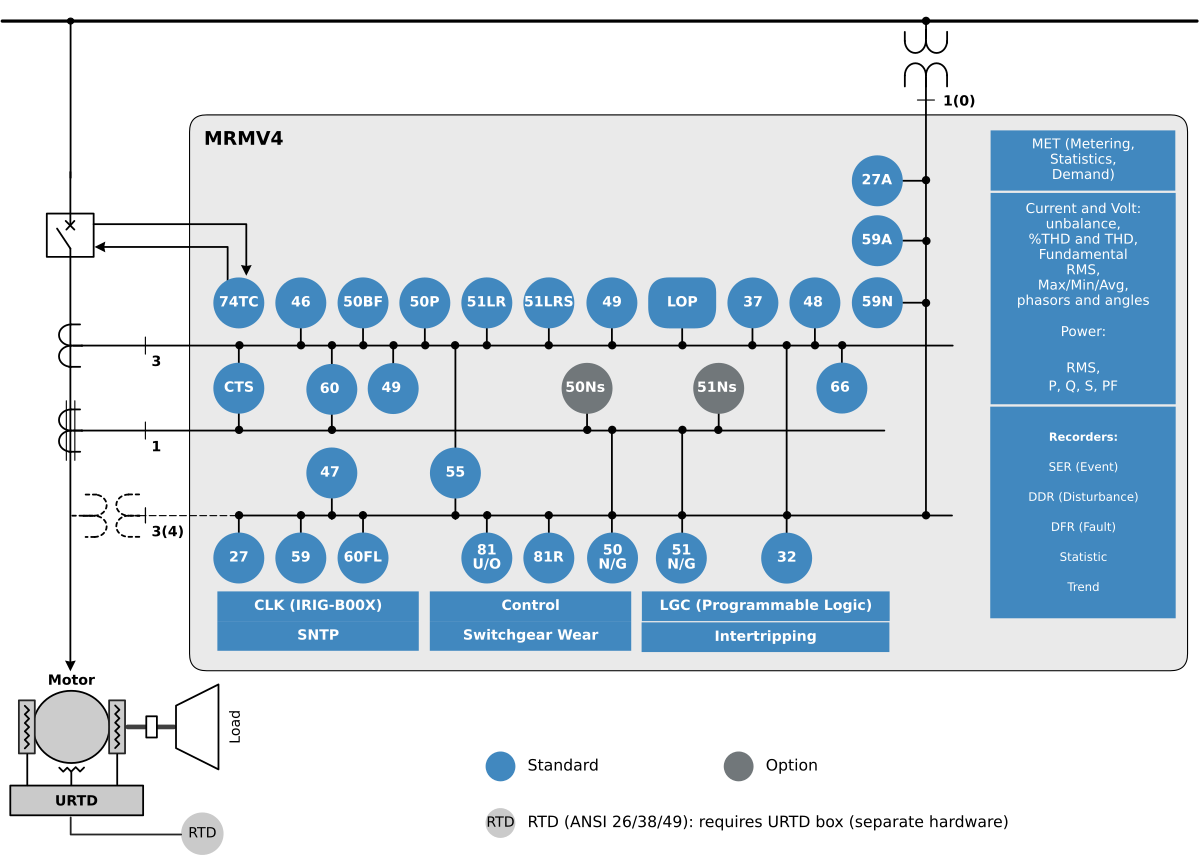 1(0)
MRMV4
27A
59A
74TC
46
50BF
50P
51LR
51LRS
49
LOP
37
48
59N
3
CTS
60
49
50Ns
51Ns
66
1
47
55
3(4)
27
59
60FL
81
U/O
81R
50
N/G
51
N/G
32
CLK (IRIG-B00X)
SNTP
Control
Switchgear Wear
LGC (Programmable Logic)
Intertripping
MET (Metering,
Statistics,
Demand)
Current and Volt:
unbalance,
%THD and THD,
Fundamental
RMS,
Max/Min/Avg,
phasors and angles
Power:
RMS,
P, Q, S, PF
Recorders:
SER (Event)
DDR (Disturbance)
DFR (Fault)
Statistic
Trend
Motor
Load
URTD
RTD
Standard
Option
RTD RTD (ANSI 26/38/49): requires URTD box (separate hardware)